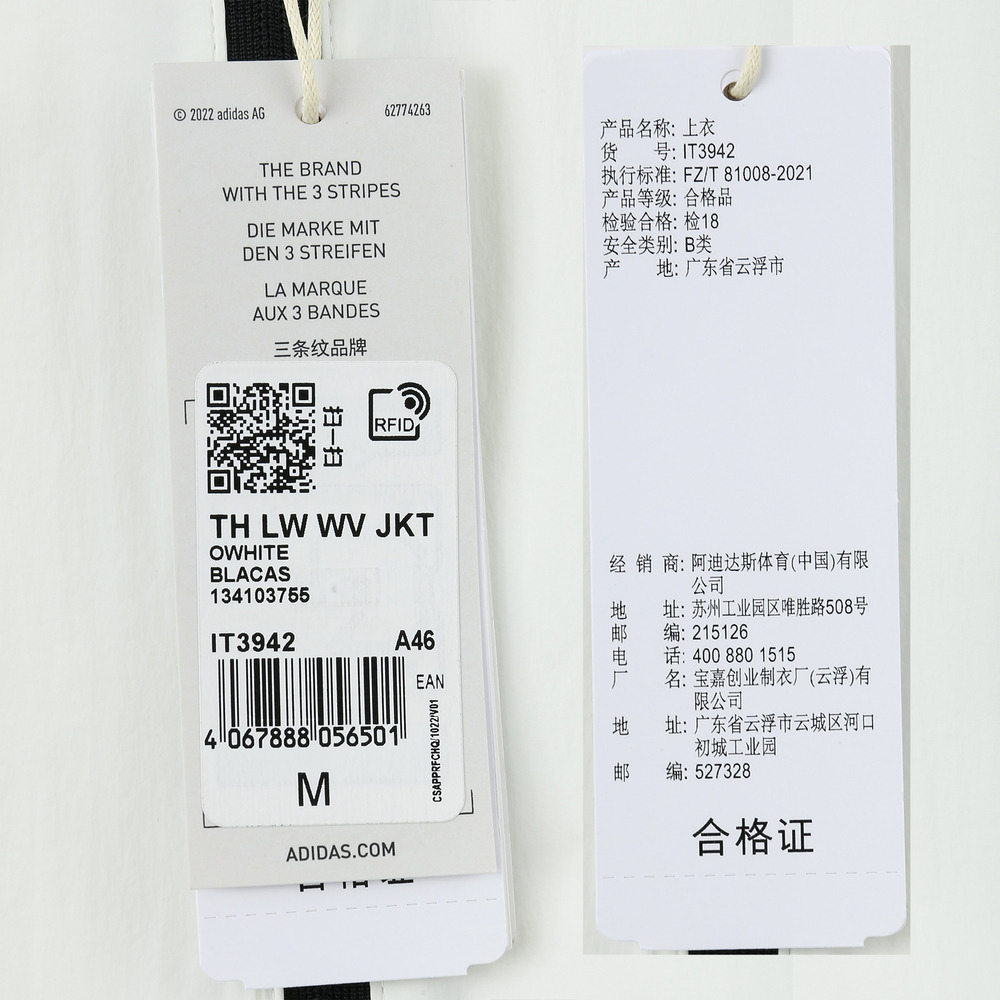 © 2022 adidas AG 62774263
THE BRAND
WITH THE 3 STRIPES
DIE MARKE MIT
DEN 3 STREIFEN
LA MARQUE
AUX 3 BANDES
三条纹品牌
扫一扫
RFID
TH LW WV JKT
OWHITE
BLACAS
134103755
IT3942 A46
EAN
4 067888 056501
CSAPPRFCHQ/1022/V01
M
ADIDAS.COM
合格证
产品名称: 上衣
货 号: IT3942
执行标准: FZ/T 81008-2021
产品等级: 合格品
检验合格: 检18
安全类别: B类
产 地: 广东省云浮市
经 销 商: 阿迪达斯体育(中国)有限
公司
地 址: 苏州工业园区唯胜路508号
邮 编: 215126
电 话: 400 880 1515
厂 名: 宝嘉创业制衣厂(云浮)有
限公司
地 址: 广东省云浮市云城区河口
初城工业园
邮 编: 527328
合格证